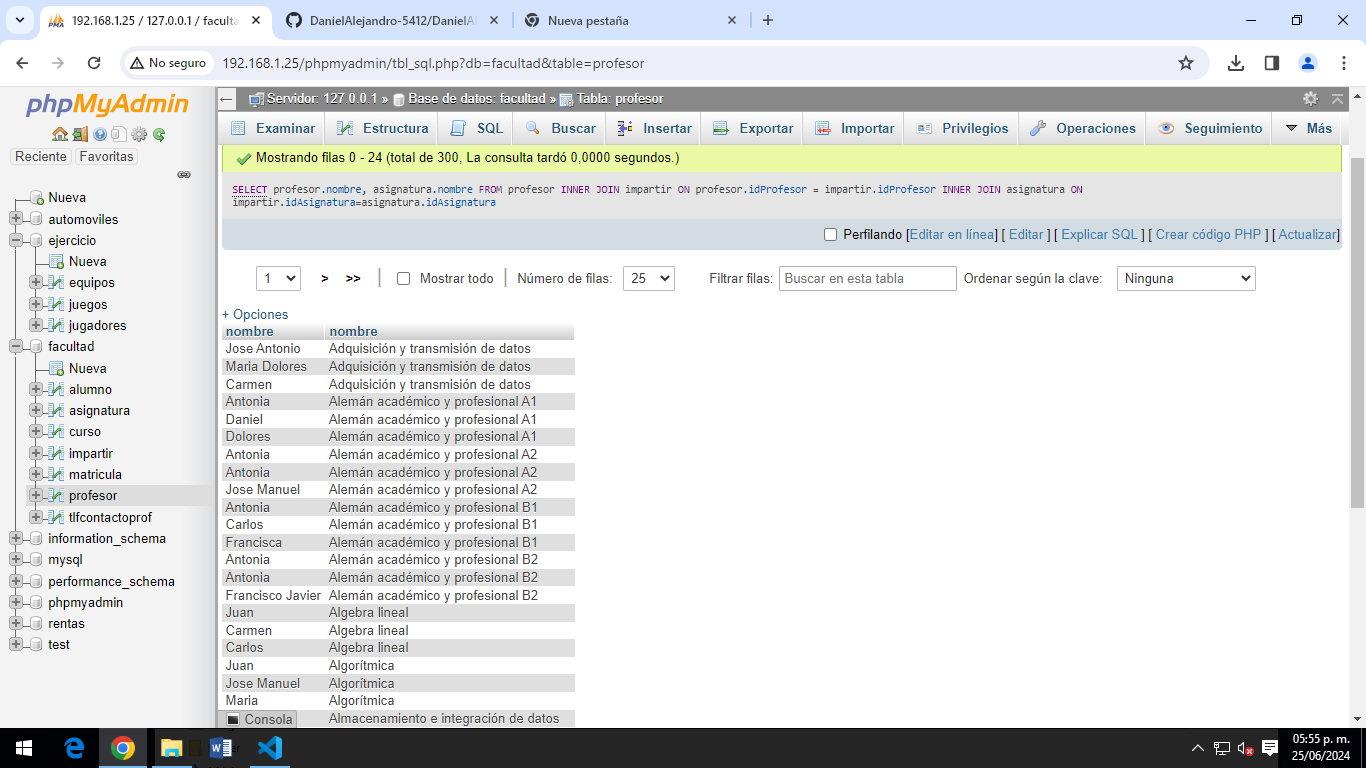 192.168.1.25 / 127.0.0.1 / faculta
DanielAlejandro-5412/DanielAl
Nueva pestaña
No seguro
192.168.1.25/phpmyadmin/tbl_sql.php?db=facultad&table=profesor
phpMyAdmin
Reciente
Favoritas
Nueva
automoviles
ejercicio
Nueva
equipos
juegos
jugadores
facultad
Nueva
alumno
asignatura
curso
impartir
matricula
profesor
tlfcontactoprof
information_schema
mysql
performance_schema
phpmyadmin
rentas
test
Servidor: 127.0.0.1 » Base de datos: facultad » Tabla: profesor
Examinar Estructura SQL Buscar Insertar Exportar Importar Privilegios Operaciones Seguimiento Más
Mostrando filas 0 - 24 (total de 300, La consulta tardó 0,0000 segundos.)
SELECT profesor.nombre, asignatura.nombre FROM profesor INNER JOIN impartir ON profesor.idProfesor = impartir.idProfesor INNER JOIN asignatura ON
impartir.idAsignatura=asignatura.idAsignatura
Perfilando [Editar en línea] [ Editar ] [ Explicar SQL ] [ Crear código PHP ] [ Actualizar]
1 > >> Mostrar todo Número de filas: 25 Filtrar filas: Buscar en esta tabla Ordenar según la clave: Ninguna
+ Opciones
nombre nombre
Jose Antonio Adquisición y transmisión de datos
Maria Dolores Adquisición y transmisión de datos
Carmen Adquisición y transmisión de datos
Antonia Alemán académico y profesional A1
Daniel Alemán académico y profesional A1
Dolores Alemán académico y profesional A1
Antonia Alemán académico y profesional A2
Antonia Alemán académico y profesional A2
Jose Manuel Alemán académico y profesional A2
Antonia Alemán académico y profesional B1
Carlos Alemán académico y profesional B1
Francisca Alemán académico y profesional B1
Antonia Alemán académico y profesional B2
Antonia Alemán académico y profesional B2
Francisco Javier Alemán académico y profesional B2
Juan Algebra lineal
Carmen Algebra lineal
Carlos Algebra lineal
Juan Algorítmica
Jose Manuel Algorítmica
Maria Algorítmica
Almacenamiento e integración de datos
Consola
05:55 p. m.
25/06/2024